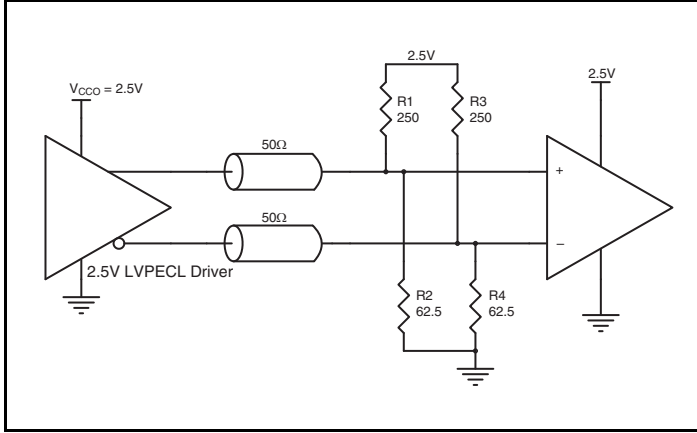 2.5V
V_CCO = 2.5V
2.5V
R1
250
R3
250
50Ω
+
50Ω
−
2.5V LVPECL Driver
R2
62.5
R4
62.5